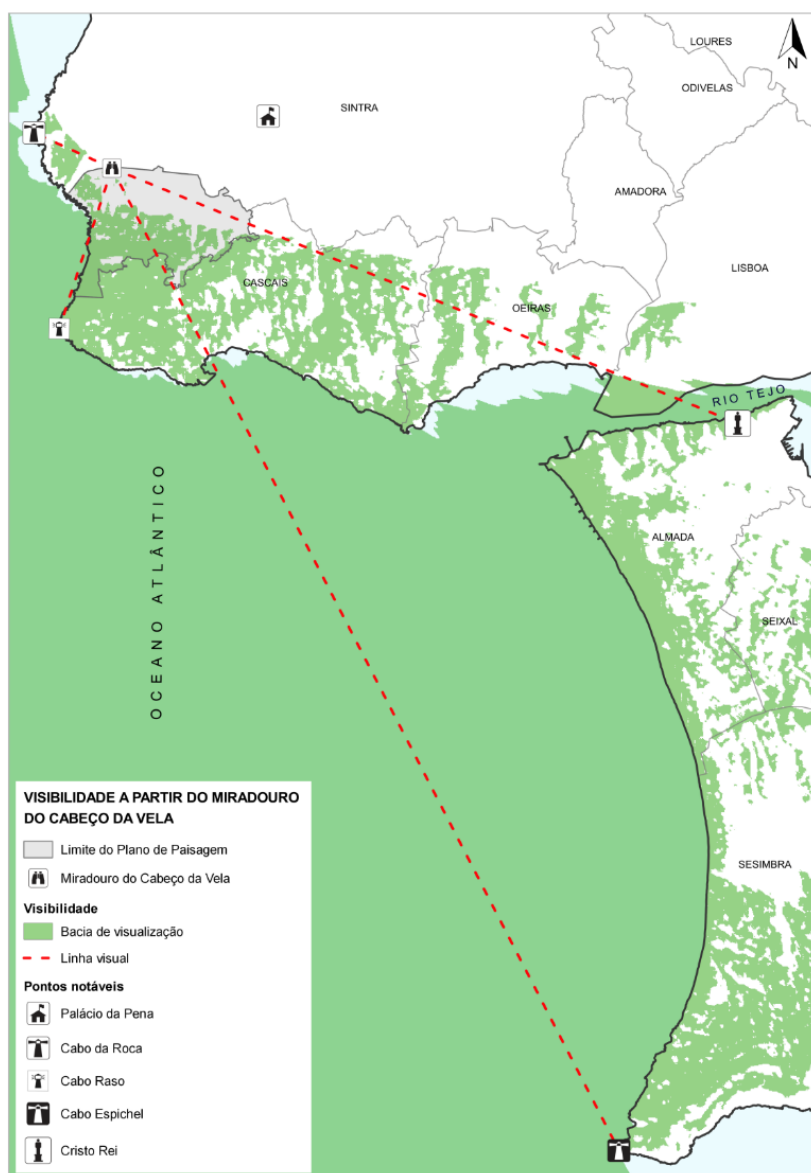 LOURES
N
ODIVELAS
SINTRA
AMADORA
LISBOA
CASCAIS
OEIRAS
RIO TEJO
OCEANO ATLÂNTICO
ALMADA
SEIXAL
SESIMBRA
VISIBILIDADE A PARTIR DO MIRADOURO
DO CABEÇO DA VELA
Limite do Plano de Paisagem
Miradouro do Cabeço da Vela
Visibilidade
Bacia de visualização
Linha visual
Pontos notáveis
Palácio da Pena
Cabo da Roca
Cabo Raso
Cabo Espichel
Cristo Rei